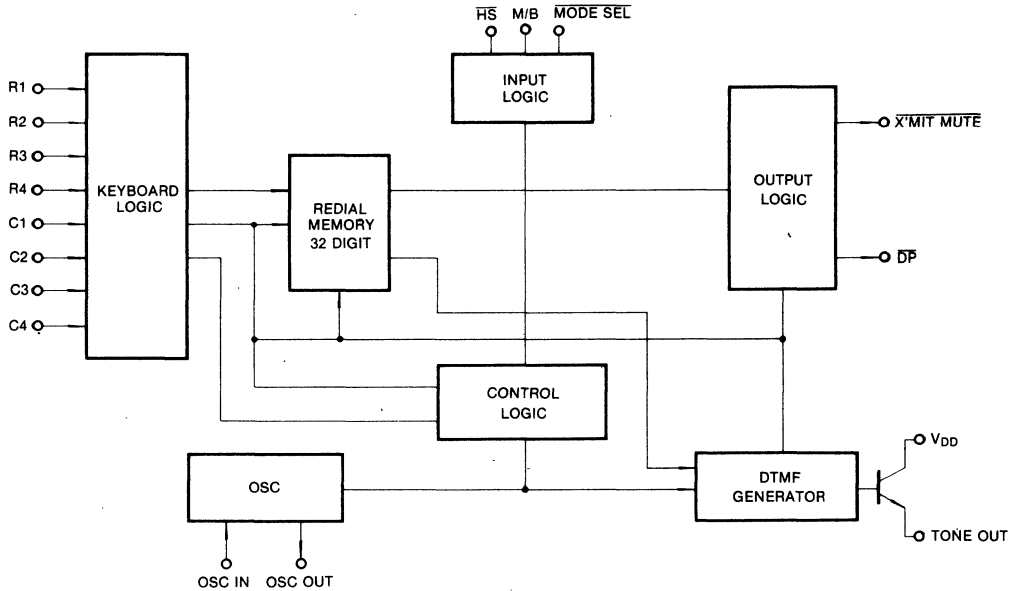 HS M/B MODE SEL
INPUT
LOGIC
R1
R2
R3
R4
C1
C2
C3
C4
KEYBOARD
LOGIC
REDIAL
MEMORY
32 DIGIT
OUTPUT
LOGIC
X'MIT MUTE
DP
CONTROL
LOGIC
OSC
OSC IN OSC OUT
DTMF
GENERATOR
VDD
TONE OUT